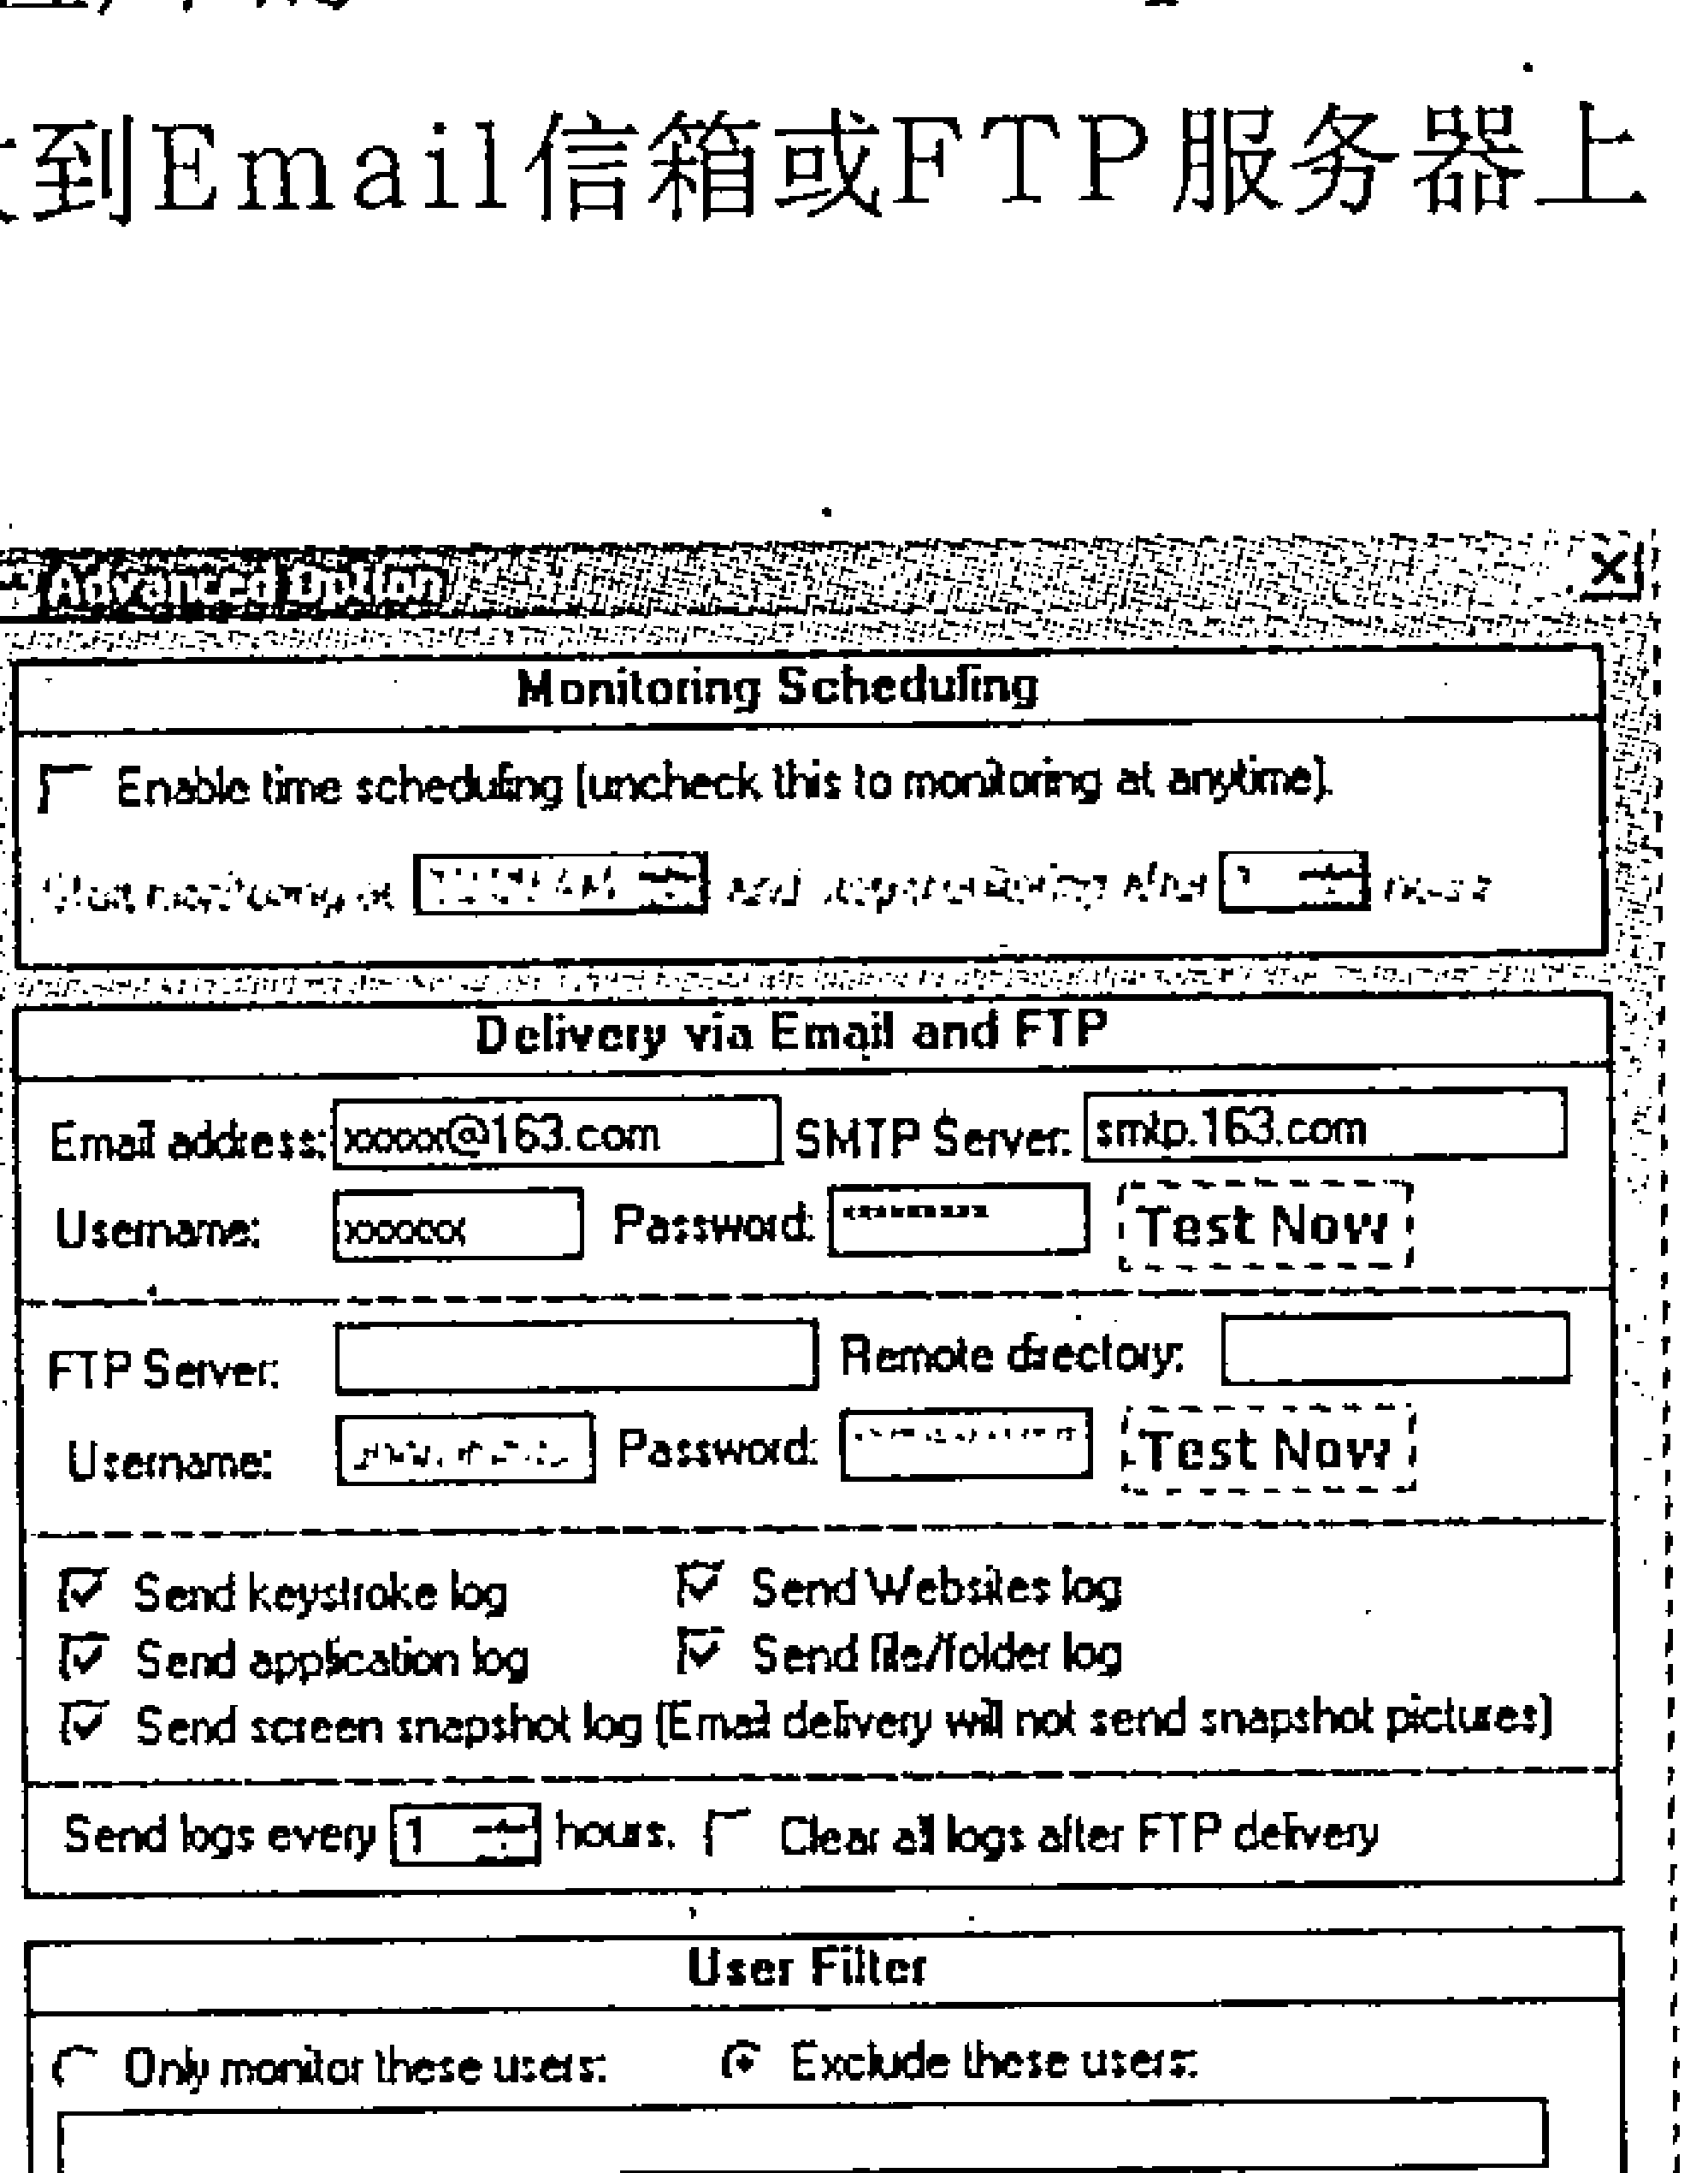 到Email信箱或FTP服务器上
Advanced Option
Monitoring Scheduling
Enable time scheduling (uncheck this to monitoring at anytime).
Delivery via Email and FTP
Email address: xxxxxx@163.com SMTP Server: smtp.163.com
Username: xxxxxx Password: ********** Test Now
FTP Server: Remote directory:
Username: Password: Test Now
Send keystroke log Send Websites log
Send application log Send file/folder log
Send screen snapshot log (Email delivery will not send snapshot pictures)
Send logs every 1 hours. Clear all logs after FTP delivery
User Filter
Only monitor these users: Exclude these users: